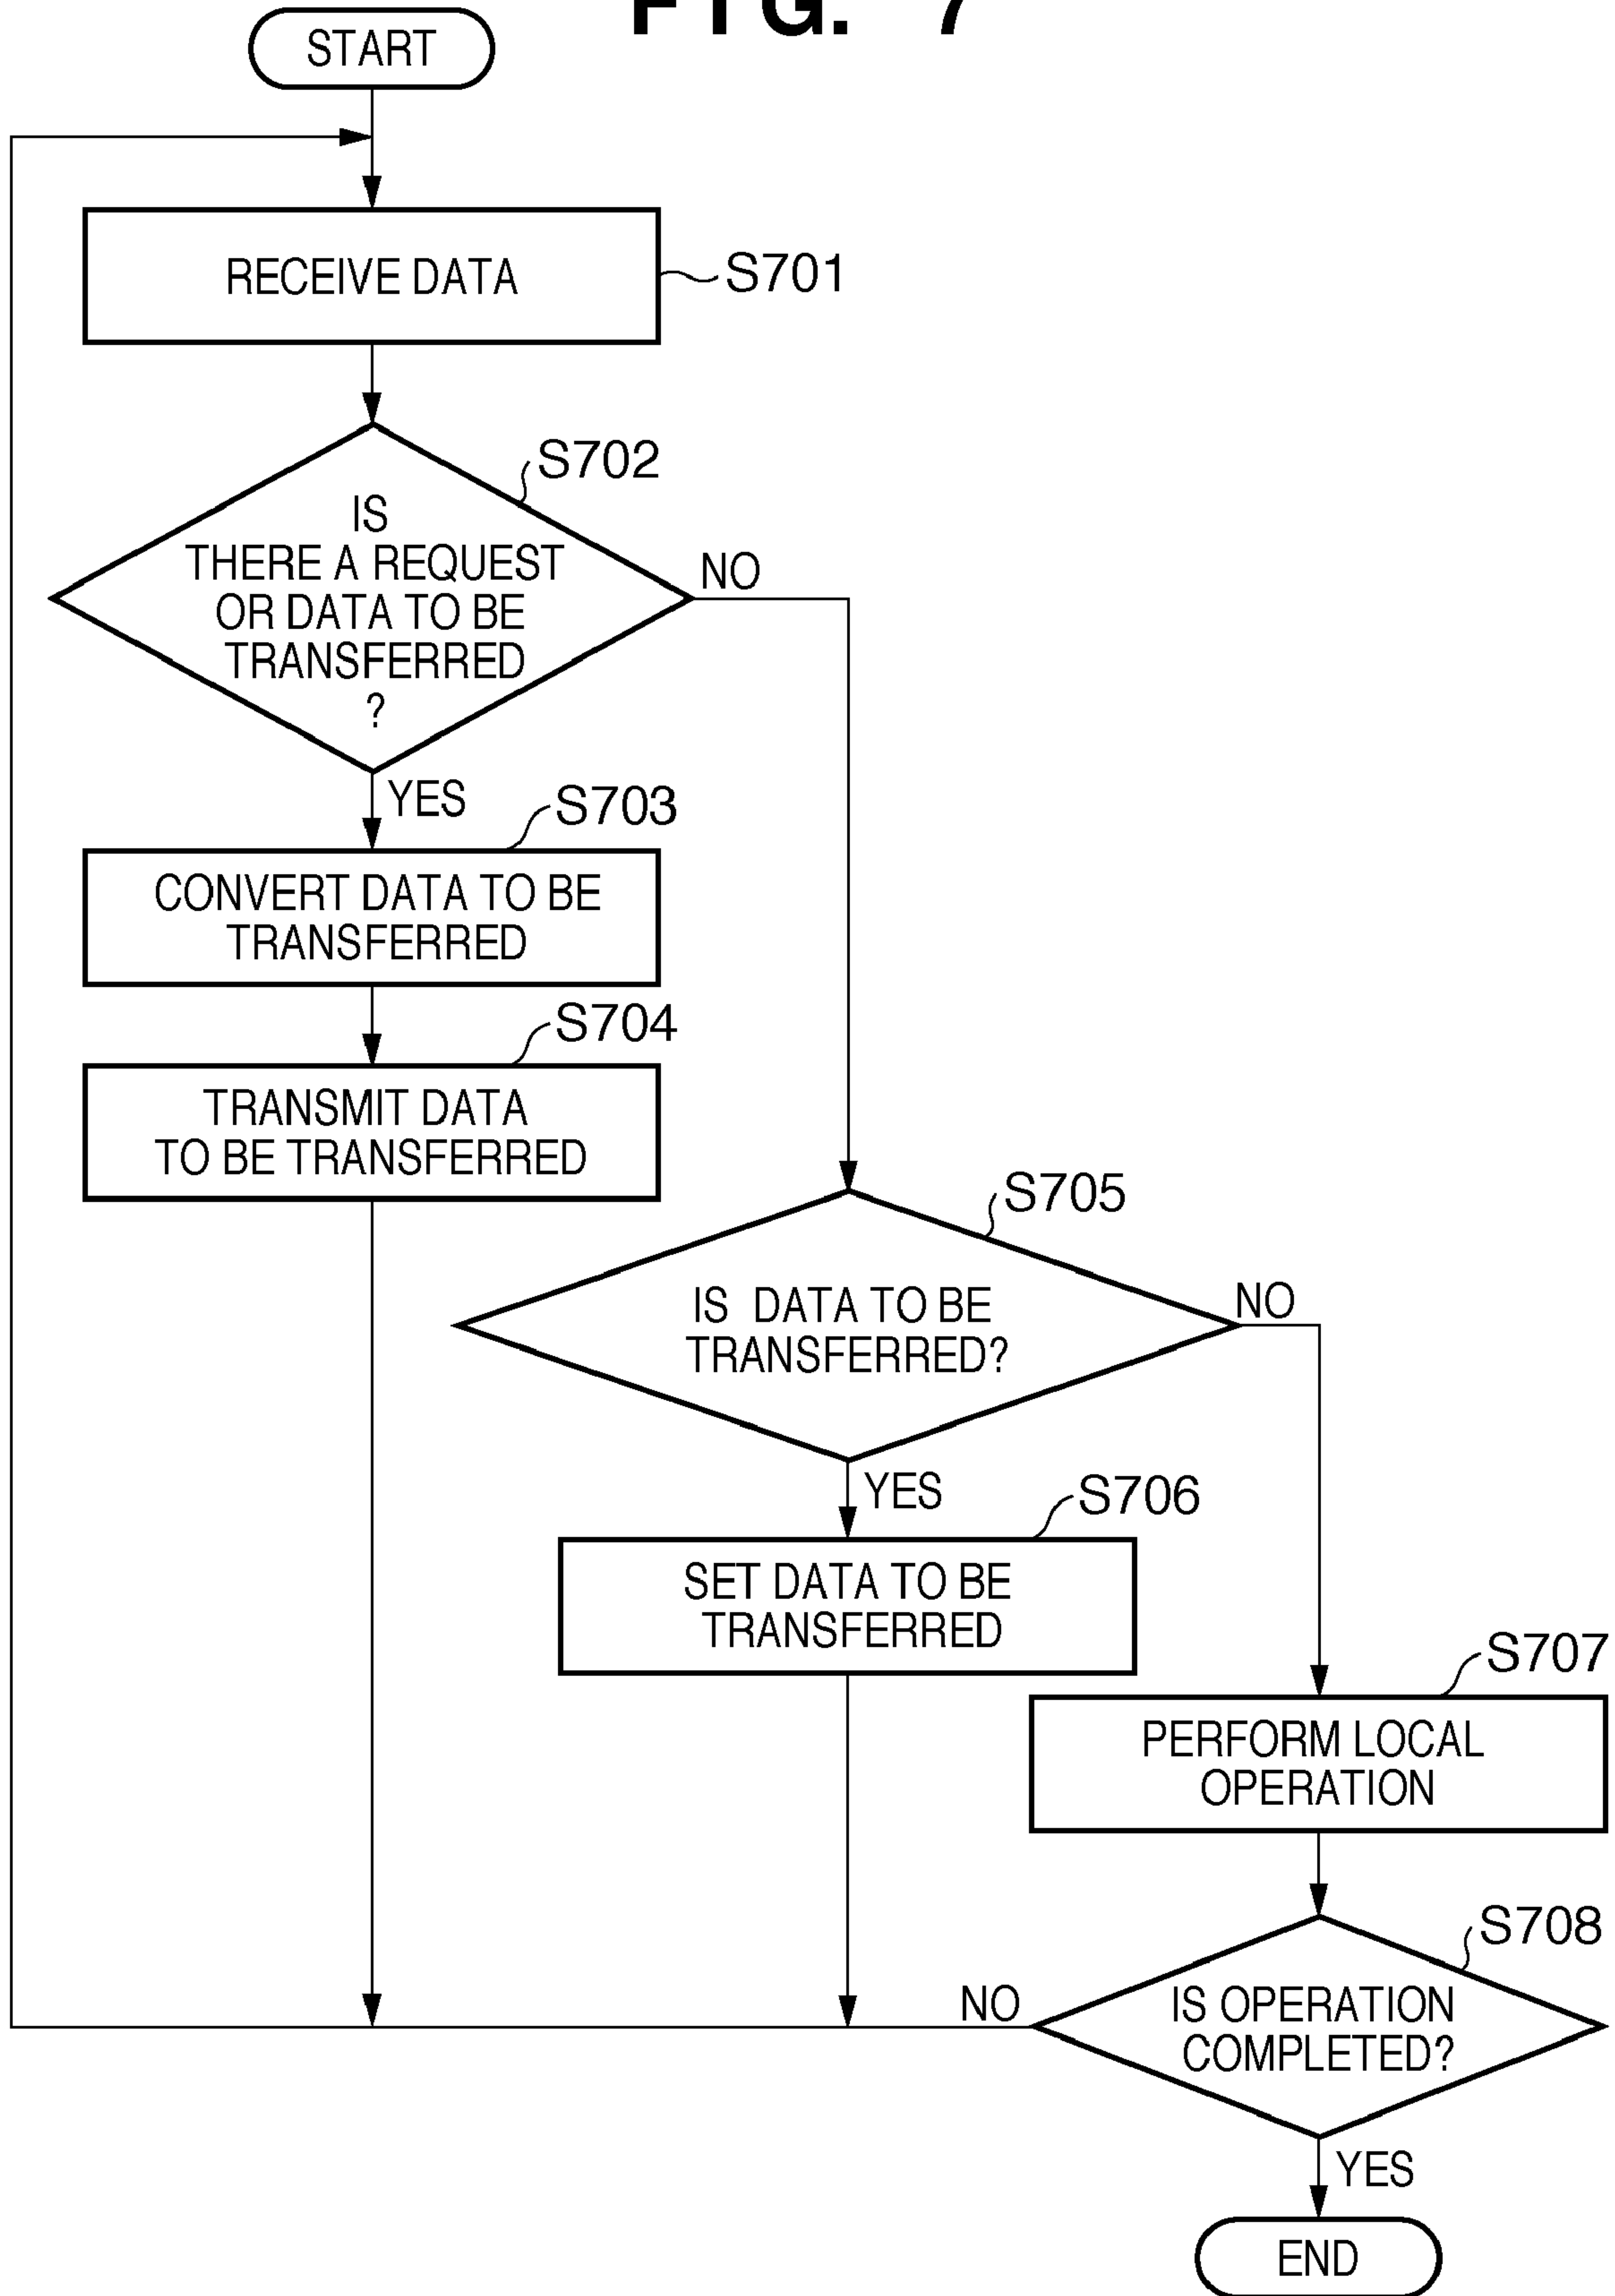 FIG. 7
START
RECEIVE DATA
S701
S702
IS
THERE A REQUEST
OR DATA TO BE
TRANSFERRED
?
NO
YES
S703
CONVERT DATA TO BE
TRANSFERRED
S704
TRANSMIT DATA
TO BE TRANSFERRED
S705
IS DATA TO BE
TRANSFERRED?
NO
YES
S706
SET DATA TO BE
TRANSFERRED
S707
PERFORM LOCAL
OPERATION
S708
IS OPERATION
COMPLETED?
NO
YES
END